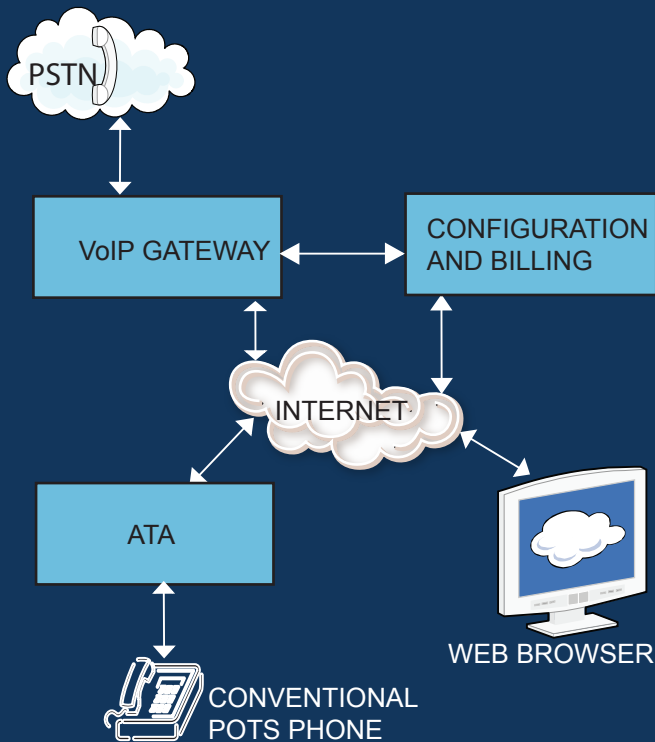 PSTN
VoIP GATEWAY
CONFIGURATION
AND BILLING
INTERNET
ATA
WEB BROWSER
CONVENTIONAL
POTS PHONE